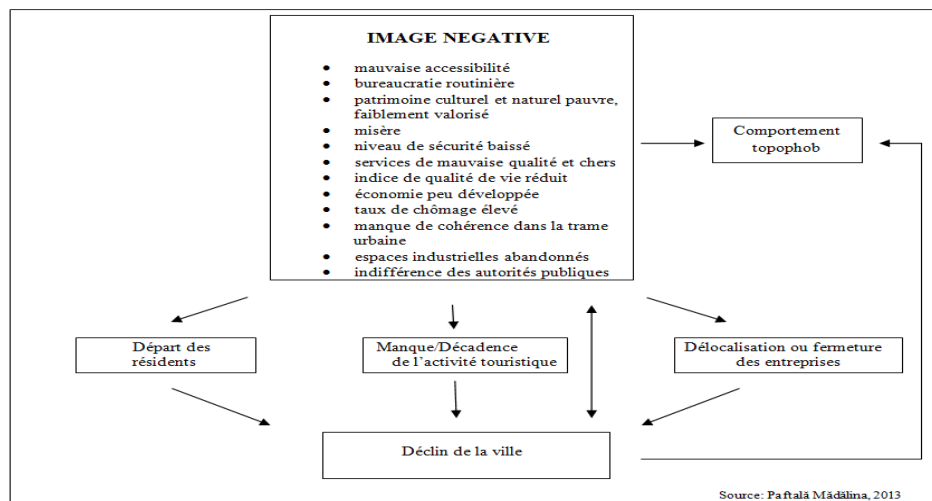 IMAGE NEGATIVE
• mauvaise accessibilité
• bureaucratie routinière
• patrimoine culturel et naturel pauvre,
faiblement valorisé
• misère
• niveau de sécurité baissé
• services de mauvaise qualité et chers
• indice de qualité de vie réduit
• économie peu développée
• taux de chômage élevé
• manque de cohérence dans la trame
urbaine
• espaces industrielles abandonnés
• indifférence des autorités publiques
Comportement
topophob
Départ des
résidents
Manque/Décadence
de l’activité touristique
Délocalisation ou fermeture
des entreprises
Déclin de la ville
Source: Paftală Mădălina, 2013